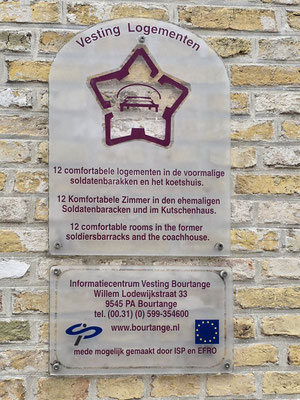 Vesting Logementen
12 comfortabele logementen in de voormalige
soldatenbarakken en het koetshuis.
12 Komfortabele Zimmer in den ehemaligen
Soldatenbaracken und im Kutschenhaus.
12 comfortable rooms in the former
soldiersbarracks and the coachhouse.
Informatiecentrum Vesting Bourtange
Willem Lodewijkstraat 33
9545 PA Bourtange
tel. (00.31) (0) 599-354600
www.bourtange.nl
mede mogelijk gemaakt door ISP en EFRO